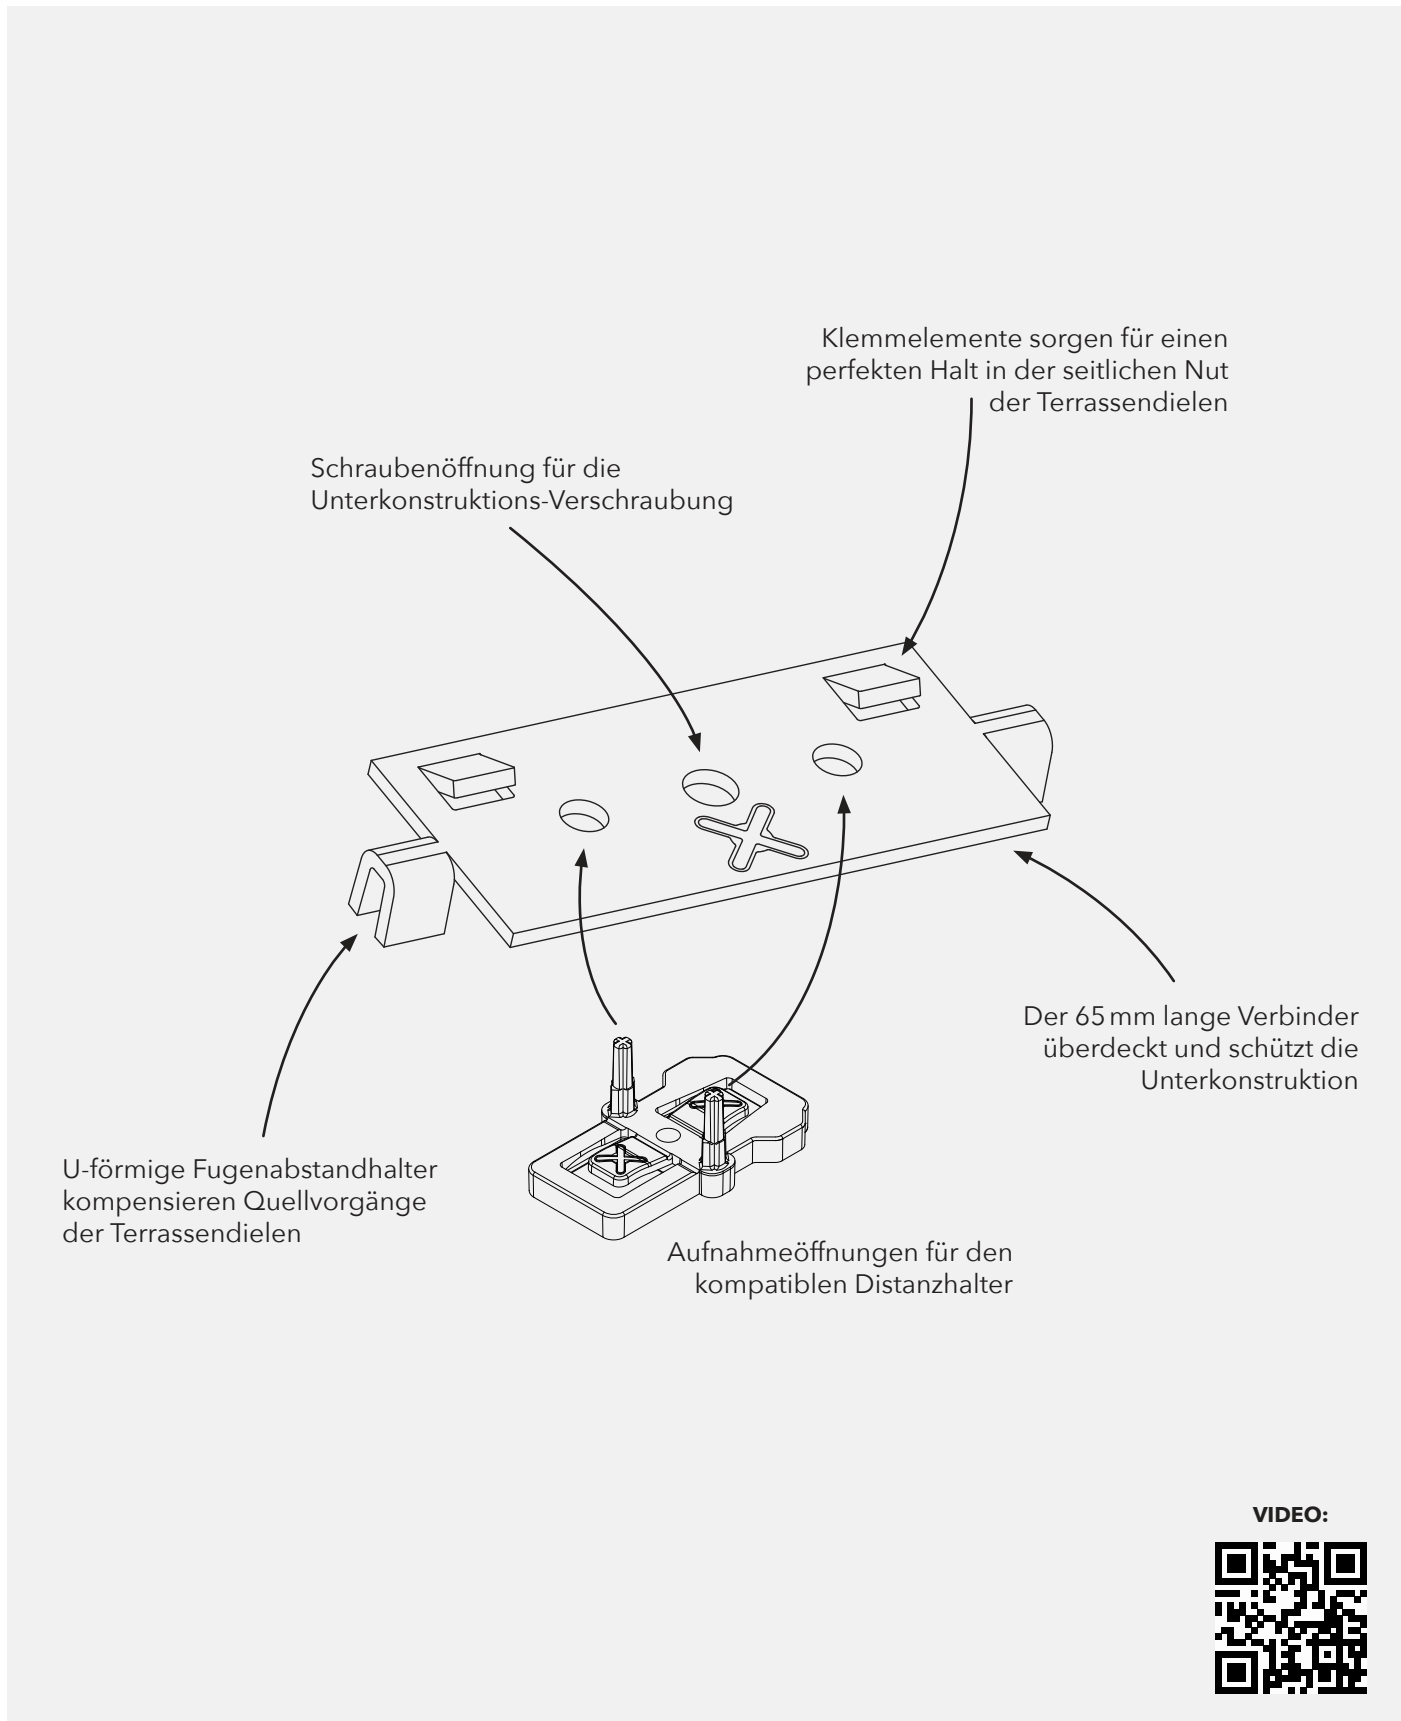 Klemmelemente sorgen für einen
perfekten Halt in der seitlichen Nut
der Terrassendielen
Schraubenöffnung für die
Unterkonstruktions-Verschraubung
Der 65 mm lange Verbinder
überdeckt und schützt die
Unterkonstruktion
U-förmige Fugenabstandhalter
kompensieren Quellvorgänge
der Terrassendielen
Aufnahmeöffnungen für den
kompatiblen Distanzhalter
VIDEO: